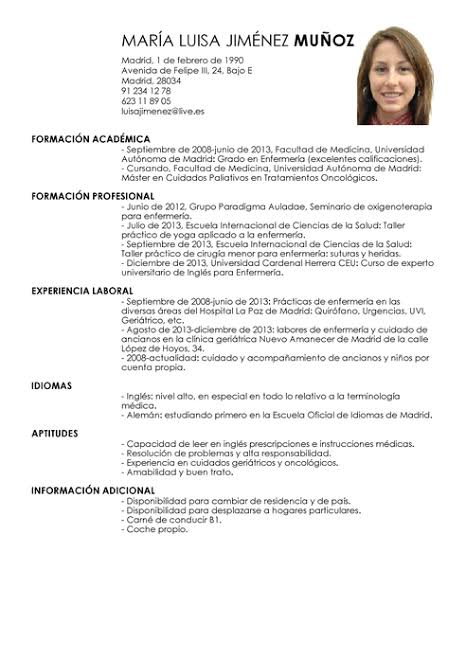 MARÍA LUISA JIMÉNEZ MUÑOZ
Madrid, 1 de febrero de 1990
Avenida de Felipe III, 24, Bajo E
Madrid, 28034
91 234 12 78
623 11 89 05
luisajimenez@live.es
FORMACIÓN ACADÉMICA
- Septiembre de 2008-junio de 2013, Facultad de Medicina, Universidad
Autónoma de Madrid: Grado en Enfermería (excelentes calificaciones).
- Cursando, Facultad de Medicina, Universidad Autónoma de Madrid:
Máster en Cuidados Paliativos en Tratamientos Oncológicos.
FORMACIÓN PROFESIONAL
- Junio de 2012, Grupo Paradigma Auladae, Seminario de oxigenoterapia
para enfermería.
- Julio de 2013, Escuela Internacional de Ciencias de la Salud: Taller
práctico de yoga aplicado a la enfermería.
- Septiembre de 2013, Escuela Internacional de Ciencias de la Salud:
Taller práctico de cirugía menor para enfermería: suturas y heridas.
- Diciembre de 2013, Universidad Cardenal Herrera CEU: Curso de experto
universitario de Inglés para Enfermería.
EXPERIENCIA LABORAL
- Septiembre de 2008-junio de 2013: Prácticas de enfermería en las
diversas áreas del Hospital La Paz de Madrid: Quirófano, Urgencias, UVI,
Geriátrico, etc.
- Agosto de 2013-diciembre de 2013: labores de enfermería y cuidado de
ancianos en la clínica geriátrica Nuevo Amanecer de Madrid de la calle
López de Hoyos, 34.
- 2008-actualidad: cuidado y acompañamiento de ancianos y niños por
cuenta propia.
IDIOMAS
- Inglés: nivel alto, en especial en todo lo relativo a la terminología
médica.
- Alemán: estudiando primero en la Escuela Oficial de Idiomas de Madrid.
APTITUDES
- Capacidad de leer en inglés prescripciones e instrucciones médicas.
- Resolución de problemas y alta responsabilidad.
- Experiencia en cuidados geriátricos y oncológicos.
- Amabilidad y buen trato.
INFORMACIÓN ADICIONAL
- Disponibilidad para cambiar de residencia y de país.
- Disponibilidad para desplazarse a hogares particulares.
- Carné de conducir B1.
- Coche propio.